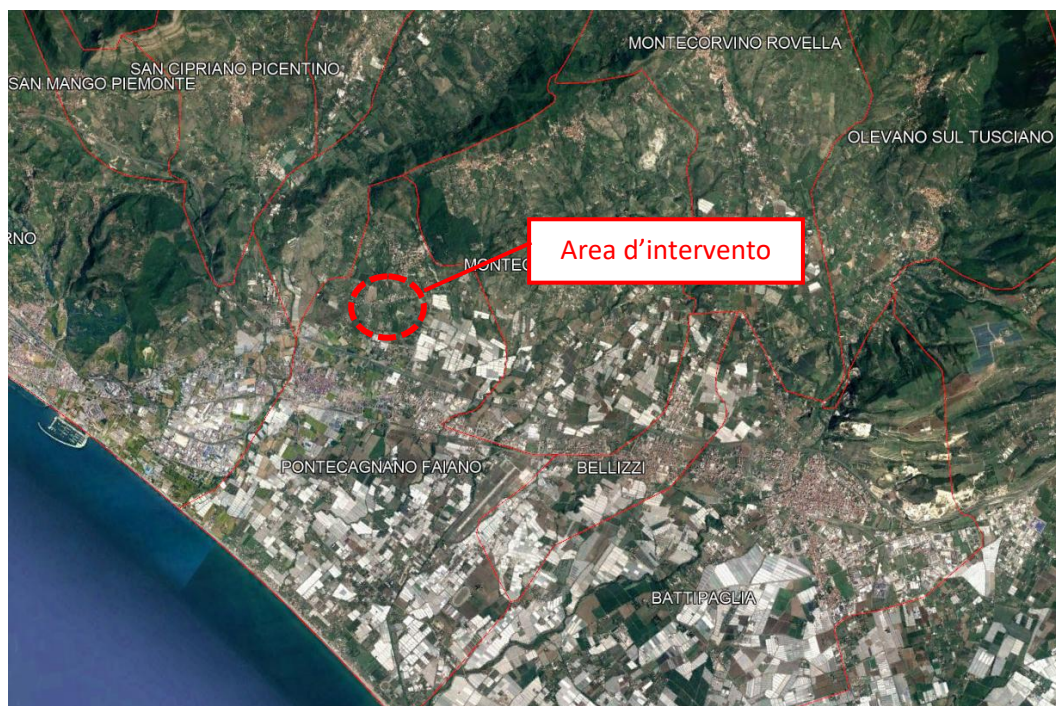 MONTECORVINO ROVELLA
SAN CIPRIANO PICENTINO
SAN MANGO PIEMONTE
OLEVANO SUL TUSCIANO
RNO
Area d’intervento
MONTEC
PONTECAGNANO FAIANO
BELLIZZI
BATTIPAGLIA